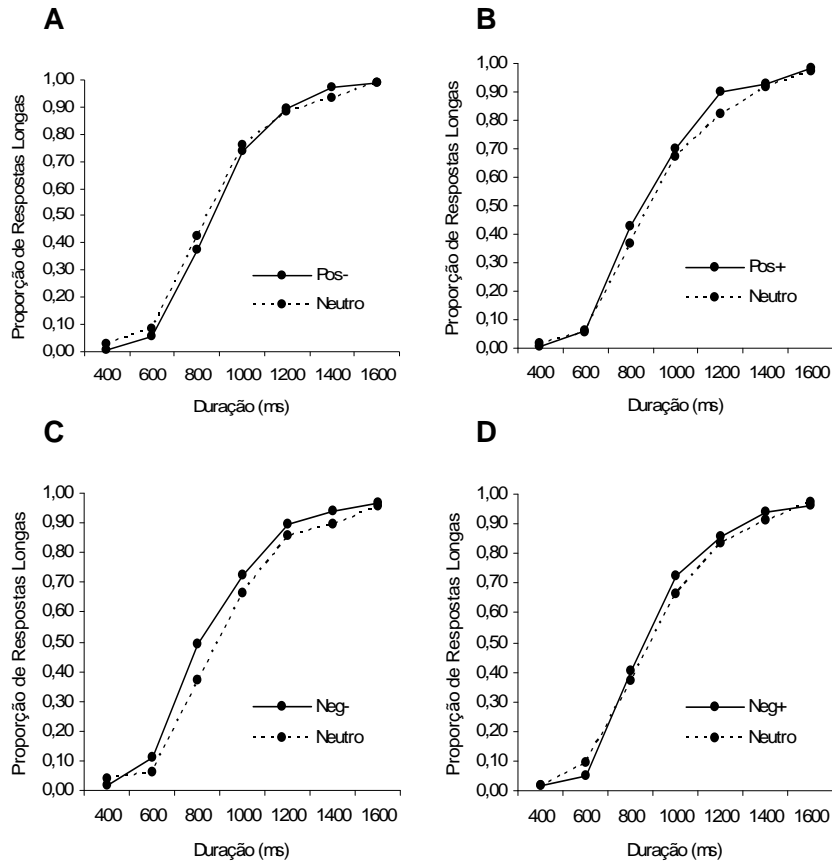 A
Proporção de Respostas Longas
1,00
0,90
0,80
0,70
0,60
0,50
0,40
0,30
0,20
0,10
0,00
Pos-
Neutro
400 600 800 1000 1200 1400 1600
Duração (ms)
B
Proporção de Respostas Longas
1,00
0,90
0,80
0,70
0,60
0,50
0,40
0,30
0,20
0,10
0,00
Pos+
Neutro
400 600 800 1000 1200 1400 1600
Duração (ms)
C
Proporção de Respostas Longas
1,00
0,90
0,80
0,70
0,60
0,50
0,40
0,30
0,20
0,10
0,00
Neg-
Neutro
400 600 800 1000 1200 1400 1600
Duração (ms)
D
Proporção de Respostas Longas
1,00
0,90
0,80
0,70
0,60
0,50
0,40
0,30
0,20
0,10
0,00
Neg+
Neutro
400 600 800 1000 1200 1400 1600
Duração (ms)